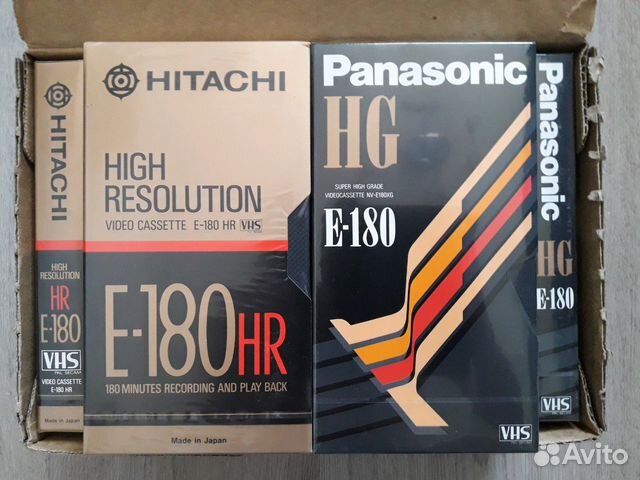 HITACHI
HIGH
RESOLUTION
HR
E-180
VHS
PAL SECAM
VIDEO CASSETTE
E-180 HR
Made in Japan
HITACHI
HIGH
RESOLUTION
VIDEO CASSETTE E-180 HR VHS
E-180HR
180 MINUTES RECORDING AND PLAY BACK
Made in Japan
Panasonic
HG
SUPER HIGH GRADE
VIDEOCASSETTE NV-E180XG
E-180
VHS
Panasonic
HG
E-180
VHS
Avito